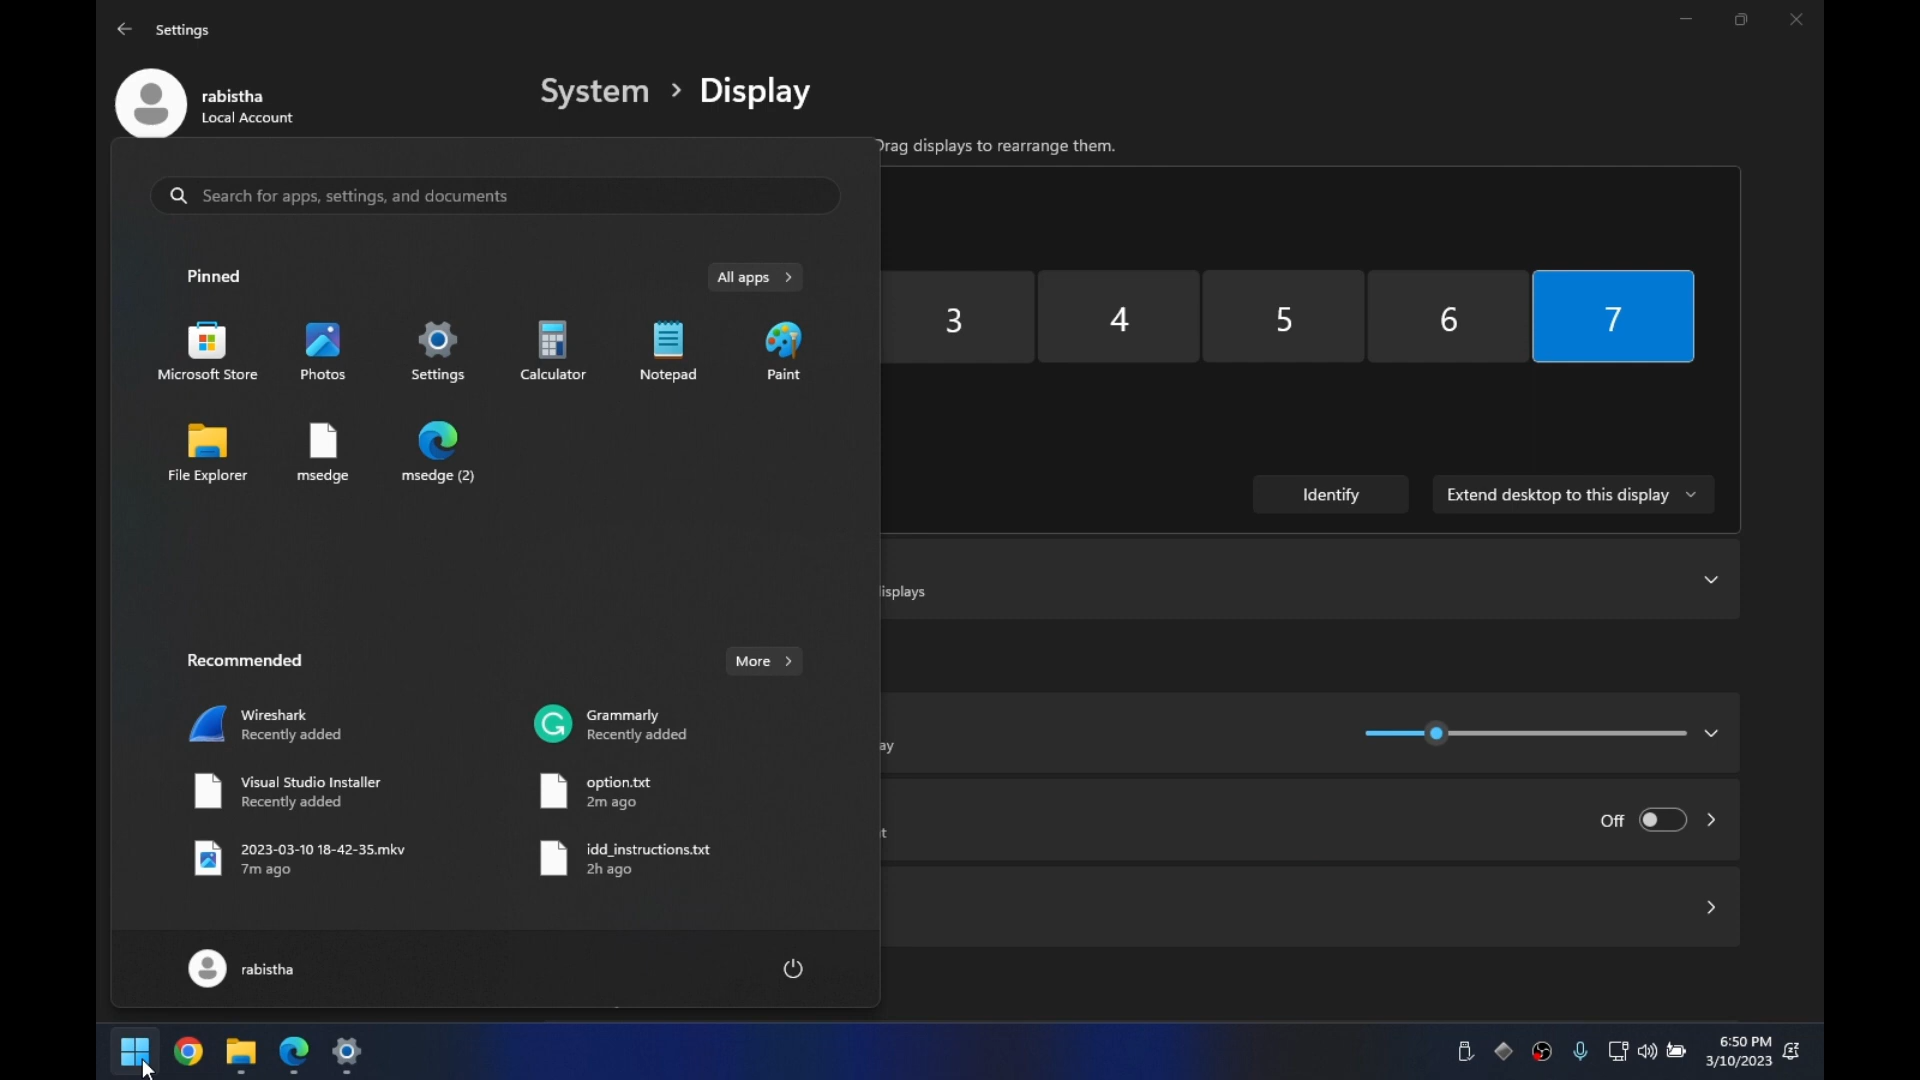 Settings
rabistha
Local Account
System > Display
Drag displays to rearrange them.
Search for apps, settings, and documents
Pinned
All apps >
Microsoft Store
Photos
Settings
Calculator
Notepad
Paint
3
4
5
6
7
File Explorer
msedge
msedge (2)
Identify
Extend desktop to this display
isplays
Recommended
More >
Wireshark
Recently added
Grammarly
Recently added
ay
Visual Studio Installer
Recently added
option.txt
2m ago
t
Off
2023-03-10 18-42-35.mkv
7m ago
idd_instructions.txt
2h ago
rabistha
6:50 PM
3/10/2023